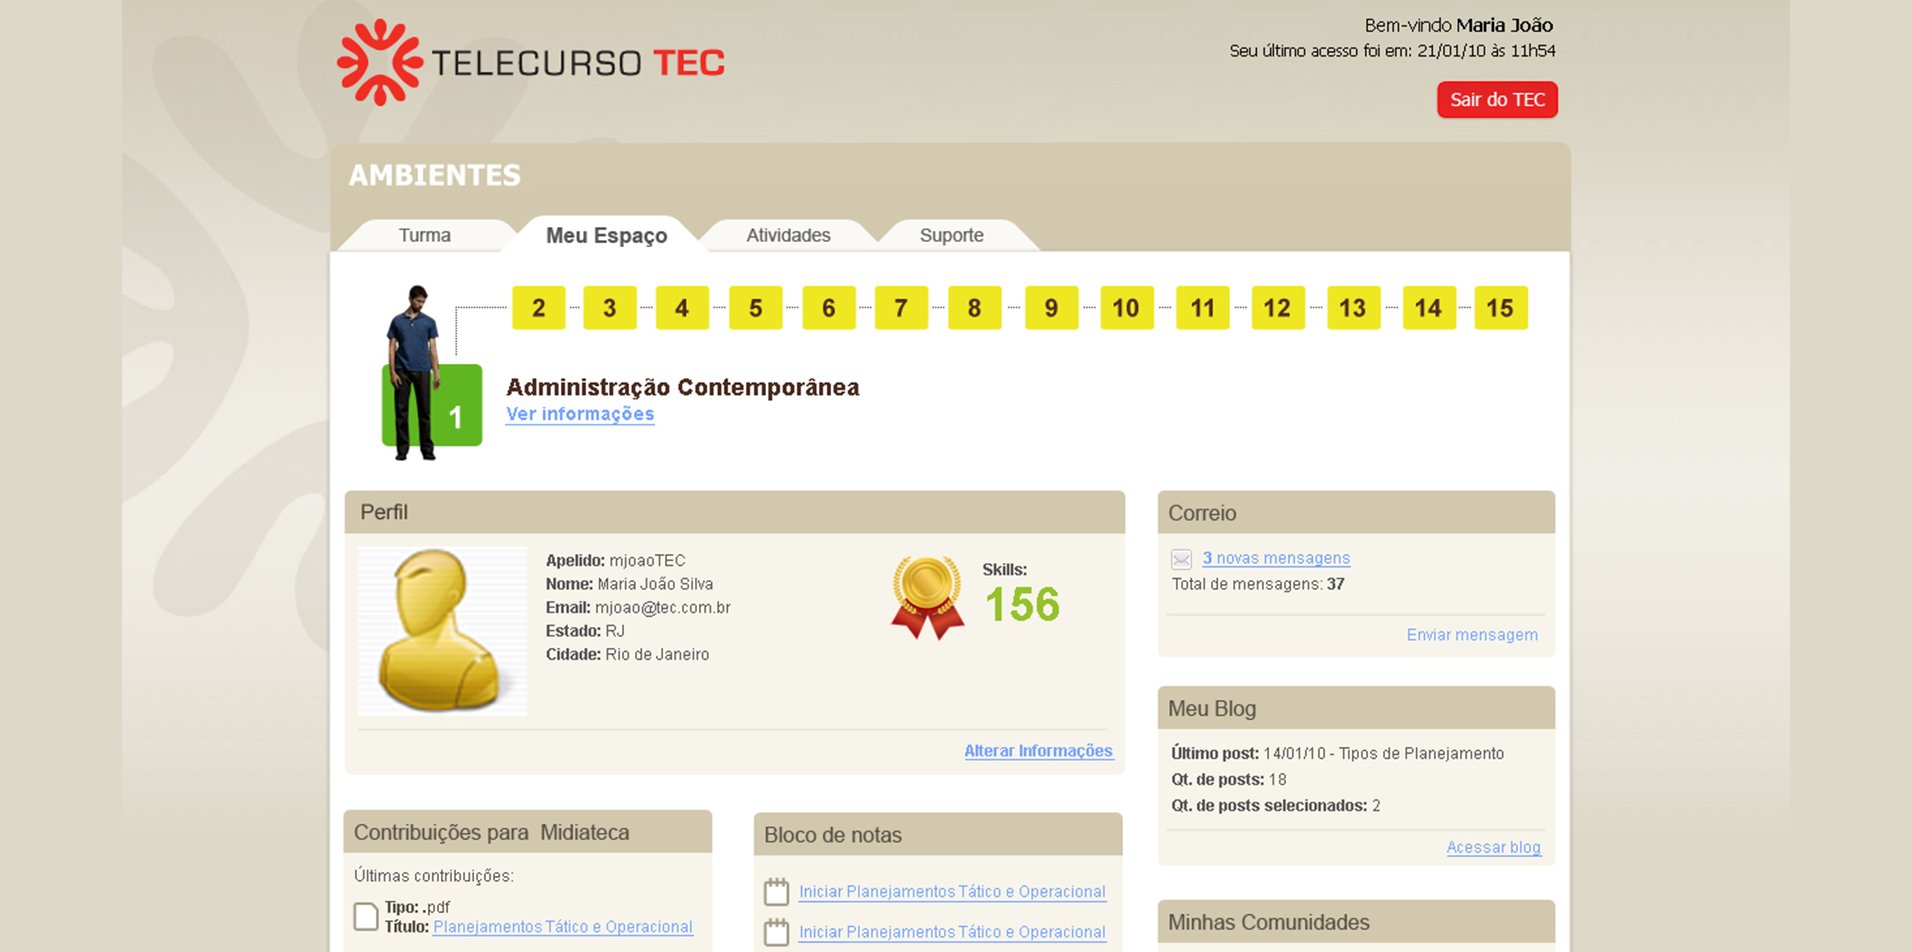 TELECURSO TEC
Bem-vindo Maria João
Seu último acesso foi em: 21/01/10 às 11h54
Sair do TEC
AMBIENTES
Turma
Meu Espaço
Atividades
Suporte
2 3 4 5 6 7 8 9 10 11 12 13 14 15
1
Administração Contemporânea
Ver informações
Perfil
Apelido: mjoaoTEC
Nome: Maria João Silva
Email: mjoao@tec.com.br
Estado: RJ
Cidade: Rio de Janeiro
Skills:
156
Alterar Informações
Correio
3 novas mensagens
Total de mensagens: 37
Enviar mensagem
Meu Blog
Último post: 14/01/10 - Tipos de Planejamento
Qt. de posts: 18
Qt. de posts selecionados: 2
Acessar blog
Contribuições para Midiateca
Últimas contribuições:
Tipo: .pdf
Título: Planejamentos Tático e Operacional
Bloco de notas
Iniciar Planejamentos Tático e Operacional
Iniciar Planejamentos Tático e Operacional
Minhas Comunidades